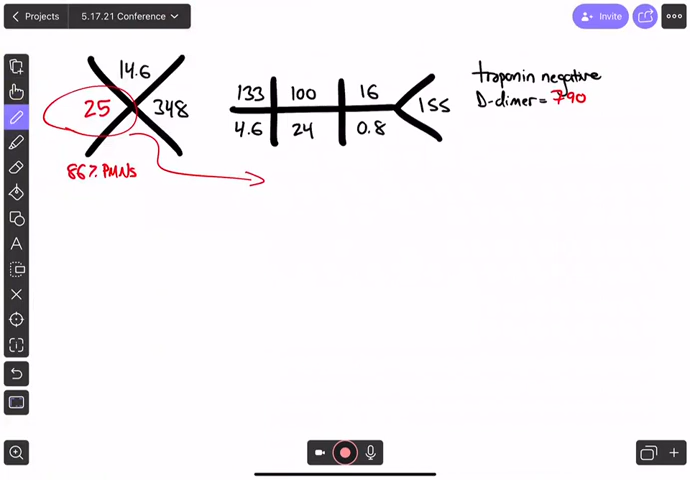 Projects
5.17.21 Conference
Invite
14.6
25
348
86% PMNs
133
100
16
155
4.6
24
0.8
troponin negative
D-dimer = 790
A